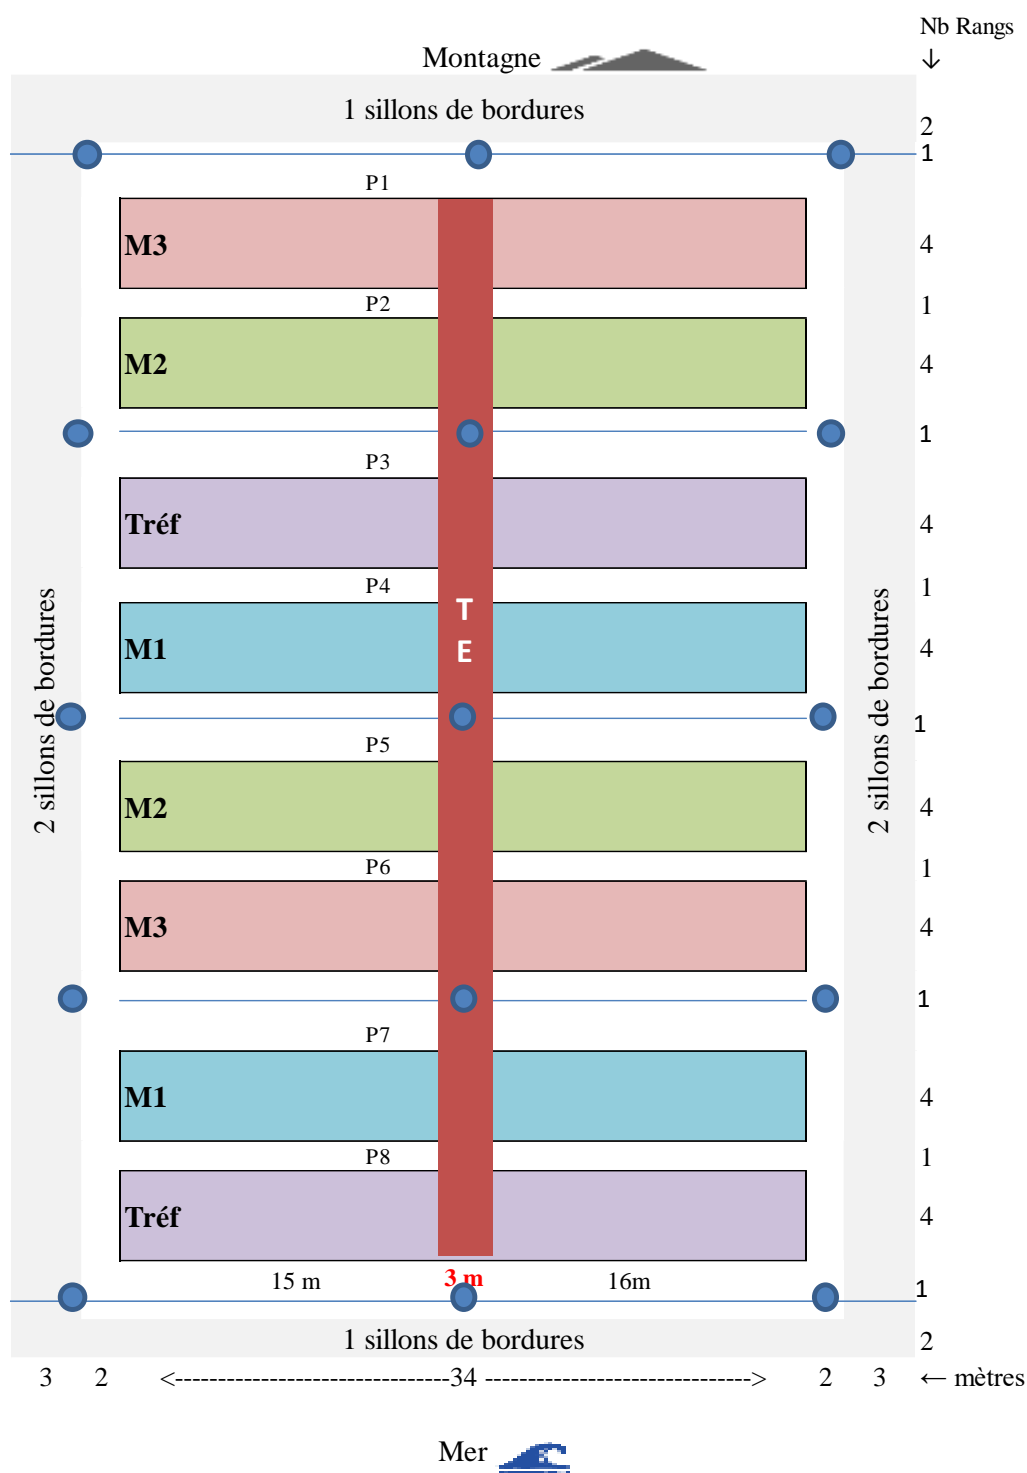 Nb Rangs
↓
Montagne
1 sillons de bordures
2
1
P1
M3
4
P2
1
M2
4
1
P3
Tréf
4
P4
1
M1
4
T
E
2 sillons de bordures
2 sillons de bordures
1
P5
M2
4
P6
1
M3
4
1
P7
M1
4
P8
1
Tréf
4
15 m
3 m
16m
1
1 sillons de bordures
2
3 2 <------------------------------34 -----------------------------> 2 3 ← mètres
Mer